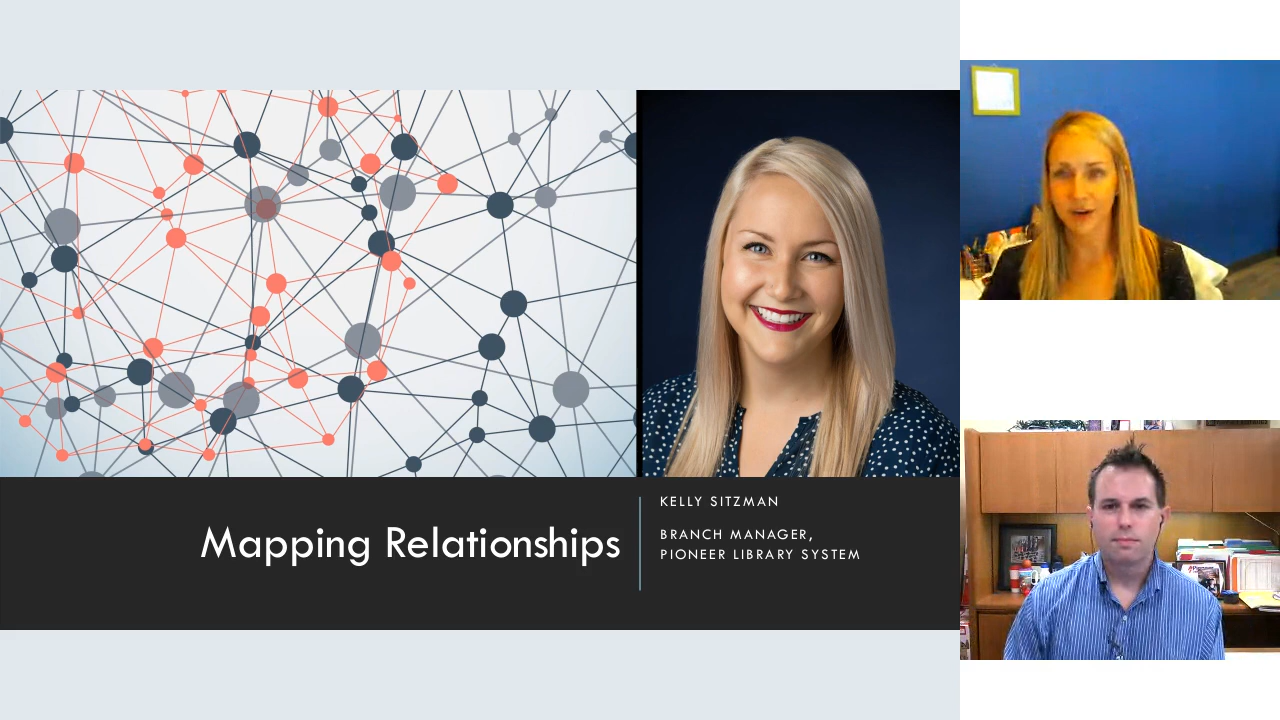 Mapping Relationships
KELLY SITZMAN
BRANCH MANAGER,
PIONEER LIBRARY SYSTEM